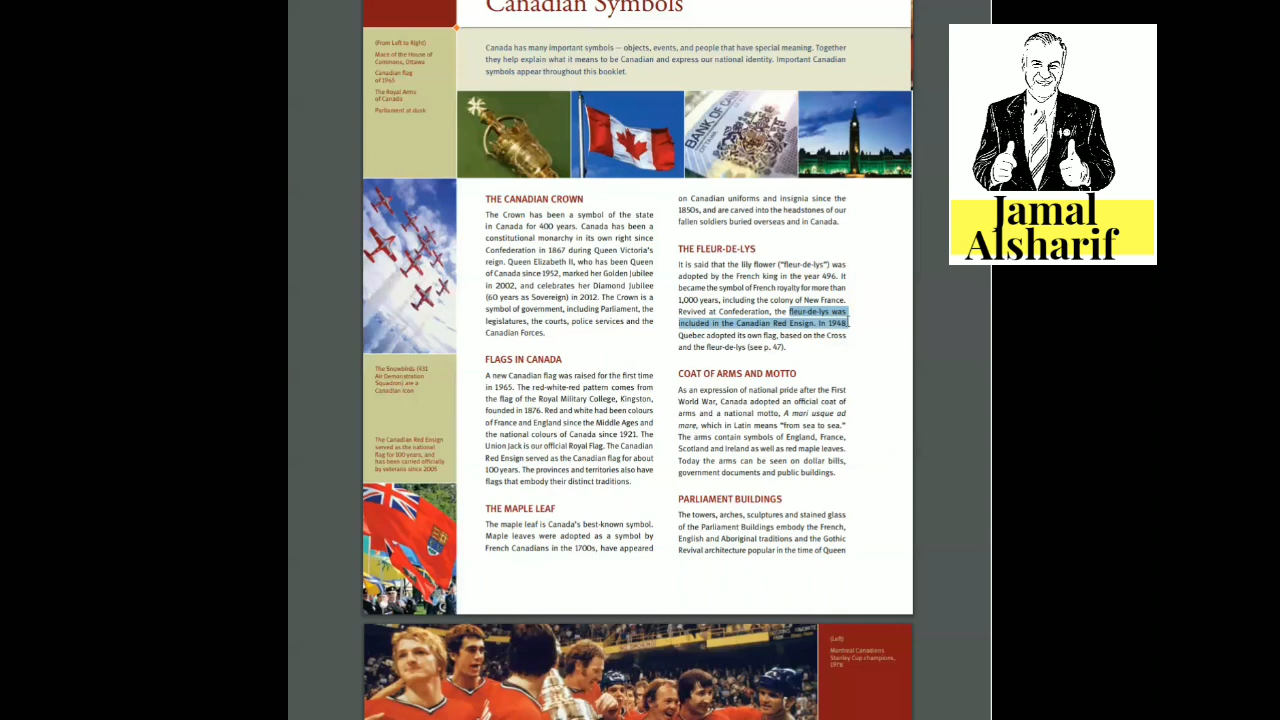 Canadian Symbols
(From Left to Right)
Mace of the House of
Commons, Ottawa
Canadian flag
of 1965
The Royal Arms
of Canada
Parliament at dusk
Canada has many important symbols — objects, events, and people that have special meaning. Together
they help explain what it means to be Canadian and express our national identity. Important Canadian
symbols appear throughout this booklet.
BANK OF C
OTTAWA
The Snowbirds (431
Air Demonstration
Squadron) are a
Canadian icon
The Canadian Red Ensign
served as the national
flag for 100 years, and
has been carried officially
by veterans since 2005
THE CANADIAN CROWN
The Crown has been a symbol of the state
in Canada for 400 years. Canada has been a
constitutional monarchy in its own right since
Confederation in 1867 during Queen Victoria's
reign. Queen Elizabeth II, who has been Queen
of Canada since 1952, marked her Golden Jubilee
in 2002, and celebrates her Diamond Jubilee
(60 years as Sovereign) in 2012. The Crown is a
symbol of government, including Parliament, the
legislatures, the courts, police services and the
Canadian Forces.
FLAGS IN CANADA
A new Canadian flag was raised for the first time
in 1965. The red-white-red pattern comes from
the flag of the Royal Military College, Kingston,
founded in 1876. Red and white had been colours
of France and England since the Middle Ages and
the national colours of Canada since 1921. The
Union Jack is our official Royal Flag. The Canadian
Red Ensign served as the Canadian flag for about
100 years. The provinces and territories also have
flags that embody their distinct traditions.
THE MAPLE LEAF
The maple leaf is Canada's best-known symbol.
Maple leaves were adopted as a symbol by
French Canadians in the 1700s, have appeared
on Canadian uniforms and insignia since the
1850s, and are carved into the headstones of our
fallen soldiers buried overseas and in Canada.
THE FLEUR-DE-LYS
It is said that the lily flower ("fleur-de-lys") was
adopted by the French king in the year 496. It
became the symbol of French royalty for more than
1,000 years, including the colony of New France.
Revived at Confederation, the fleur-de-lys was
included in the Canadian Red Ensign. In 1948
Quebec adopted its own flag, based on the Cross
and the fleur-de-lys (see p. 47).
COAT OF ARMS AND MOTTO
As an expression of national pride after the First
World War, Canada adopted an official coat of
arms and a national motto, A mari usque ad
mare, which in Latin means "from sea to sea."
The arms contain symbols of England, France,
Scotland and Ireland as well as red maple leaves.
Today the arms can be seen on dollar bills,
government documents and public buildings.
PARLIAMENT BUILDINGS
The towers, arches, sculptures and stained glass
of the Parliament Buildings embody the French,
English and Aboriginal traditions and the Gothic
Revival architecture popular in the time of Queen
(Left)
Montreal Canadiens
Stanley Cup champions,
1978
Jamal
Alsharif